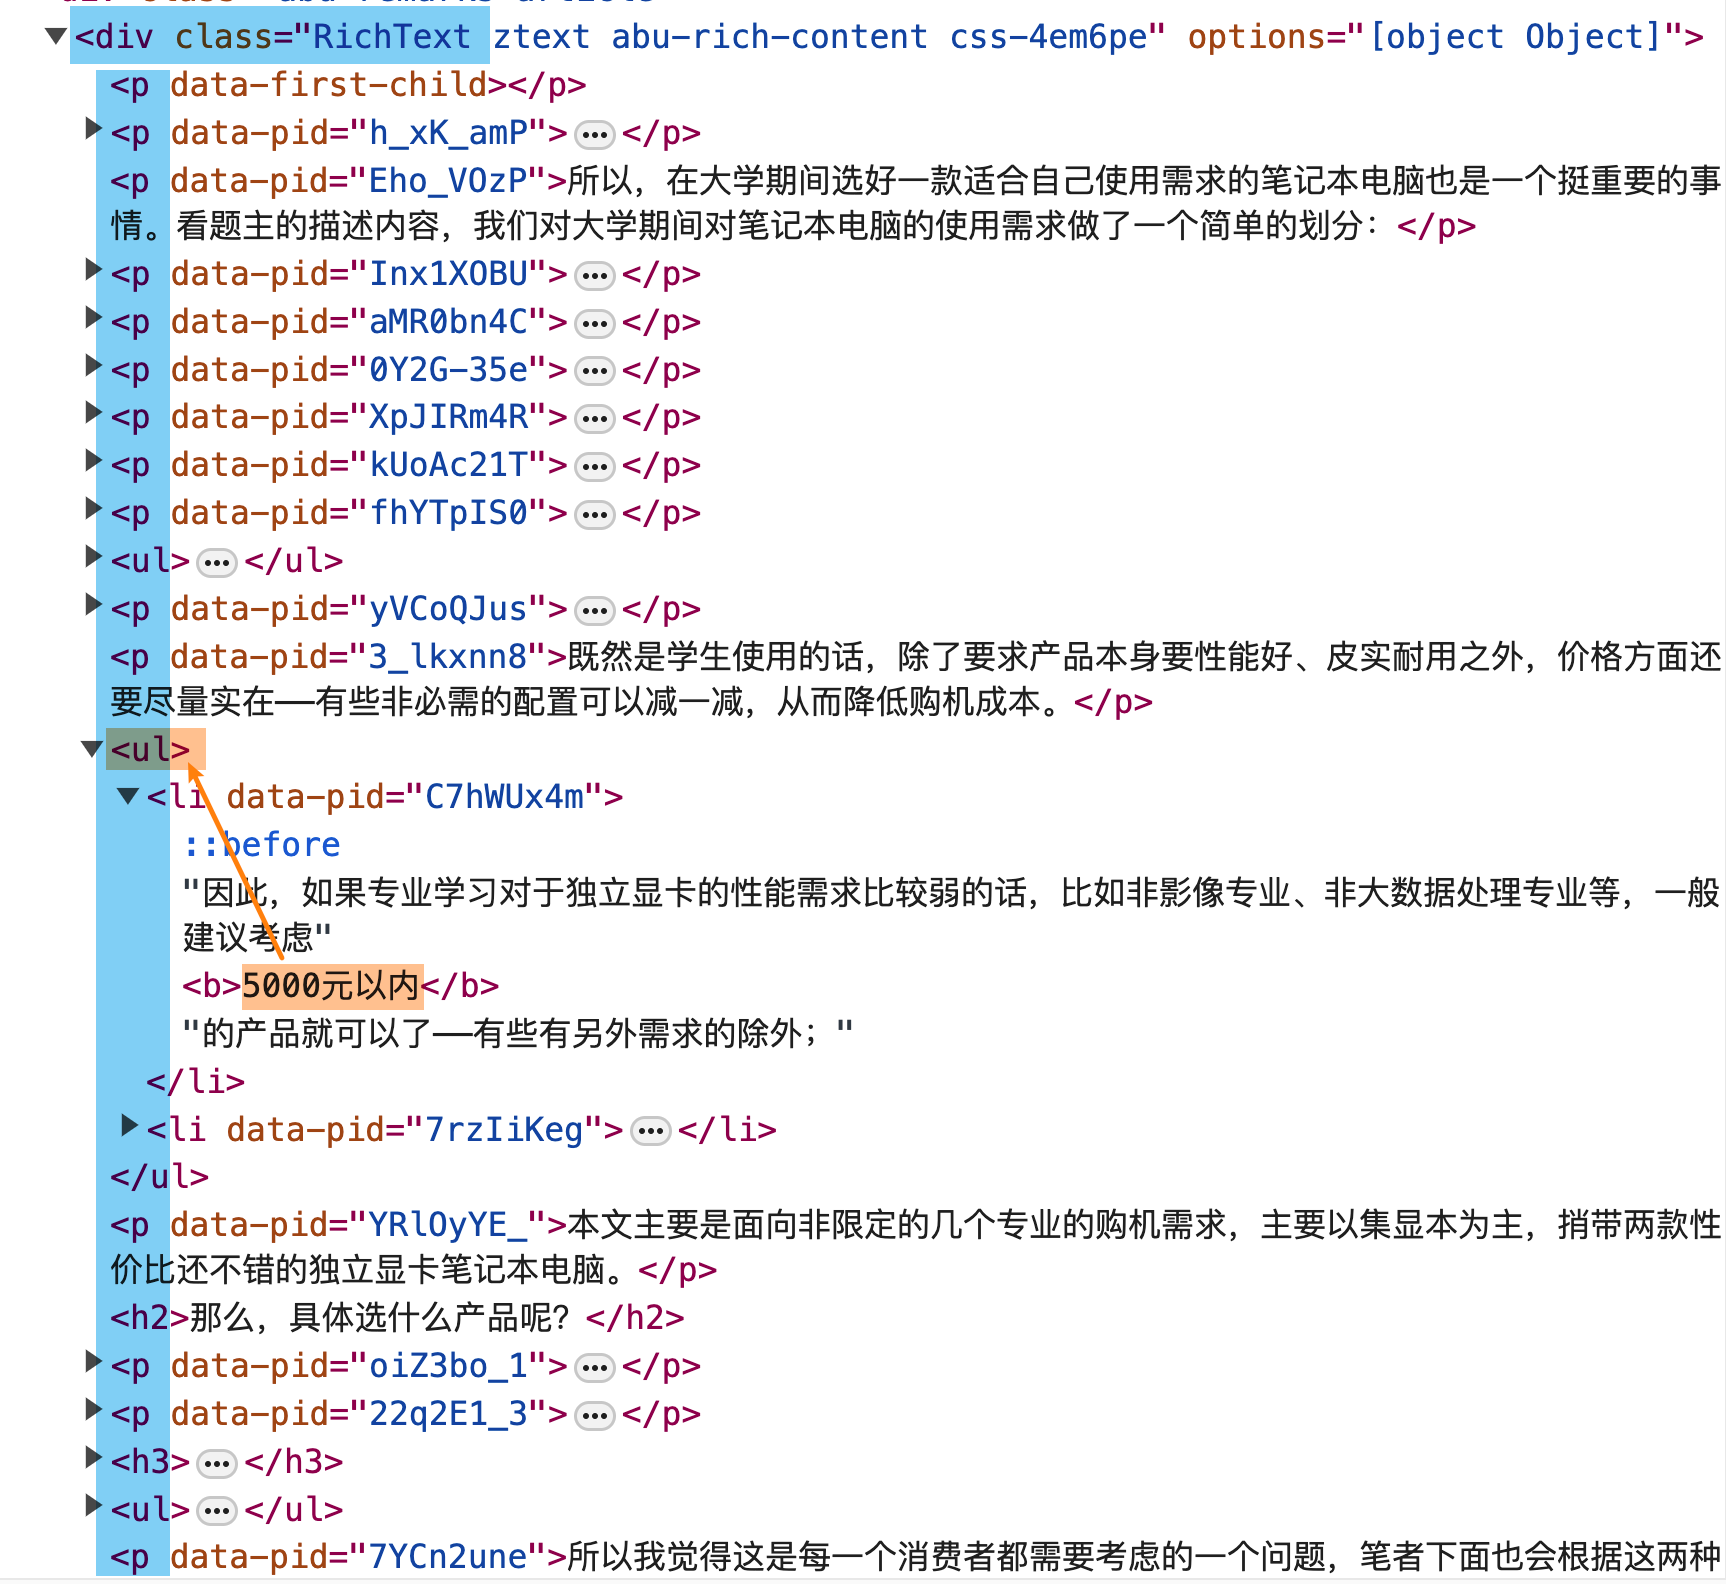 <div class="RichText ztext abu-rich-content css-4em6pe" options="[object Object]">
<p data-first-child></p>
<p data-pid="h_xK_amP">…</p>
<p data-pid="Eho_VOzP">所以，在大学期间选好一款适合自己使用需求的笔记本电脑也是一个挺重要的事
情。看题主的描述内容，我们对大学期间对笔记本电脑的使用需求做了一个简单的划分：</p>
<p data-pid="Inx1XOBU">…</p>
<p data-pid="aMR0bn4C">…</p>
<p data-pid="0Y2G-35e">…</p>
<p data-pid="XpJIRm4R">…</p>
<p data-pid="kUoAc21T">…</p>
<p data-pid="fhYTpIS0">…</p>
<ul>…</ul>
<p data-pid="yVCoQJus">…</p>
<p data-pid="3_lkxnn8">既然是学生使用的话，除了要求产品本身要性能好、皮实耐用之外，价格方面还
要尽量实在——有些非必需的配置可以减一减，从而降低购机成本。</p>
<ul>
<li data-pid="C7hWUx4m">
::before
"因此，如果专业学习对于独立显卡的性能需求比较弱的话，比如非影像专业、非大数据处理专业等，一般
建议考虑"
<b>5000元以内</b>
"的产品就可以了——有些有另外需求的除外；"
</li>
<li data-pid="7rzIiKeg">…</li>
</ul>
<p data-pid="YRlOyYE_">本文主要是面向非限定的几个专业的购机需求，主要以集显本为主，捎带两款性
价比还不错的独立显卡笔记本电脑。</p>
<h2>那么，具体选什么产品呢？</h2>
<p data-pid="oiZ3bo_1">…</p>
<p data-pid="22q2E1_3">…</p>
<h3>…</h3>
<ul>…</ul>
<p data-pid="7YCn2une">所以我觉得这是每一个消费者都需要考虑的一个问题，笔者下面也会根据这两种